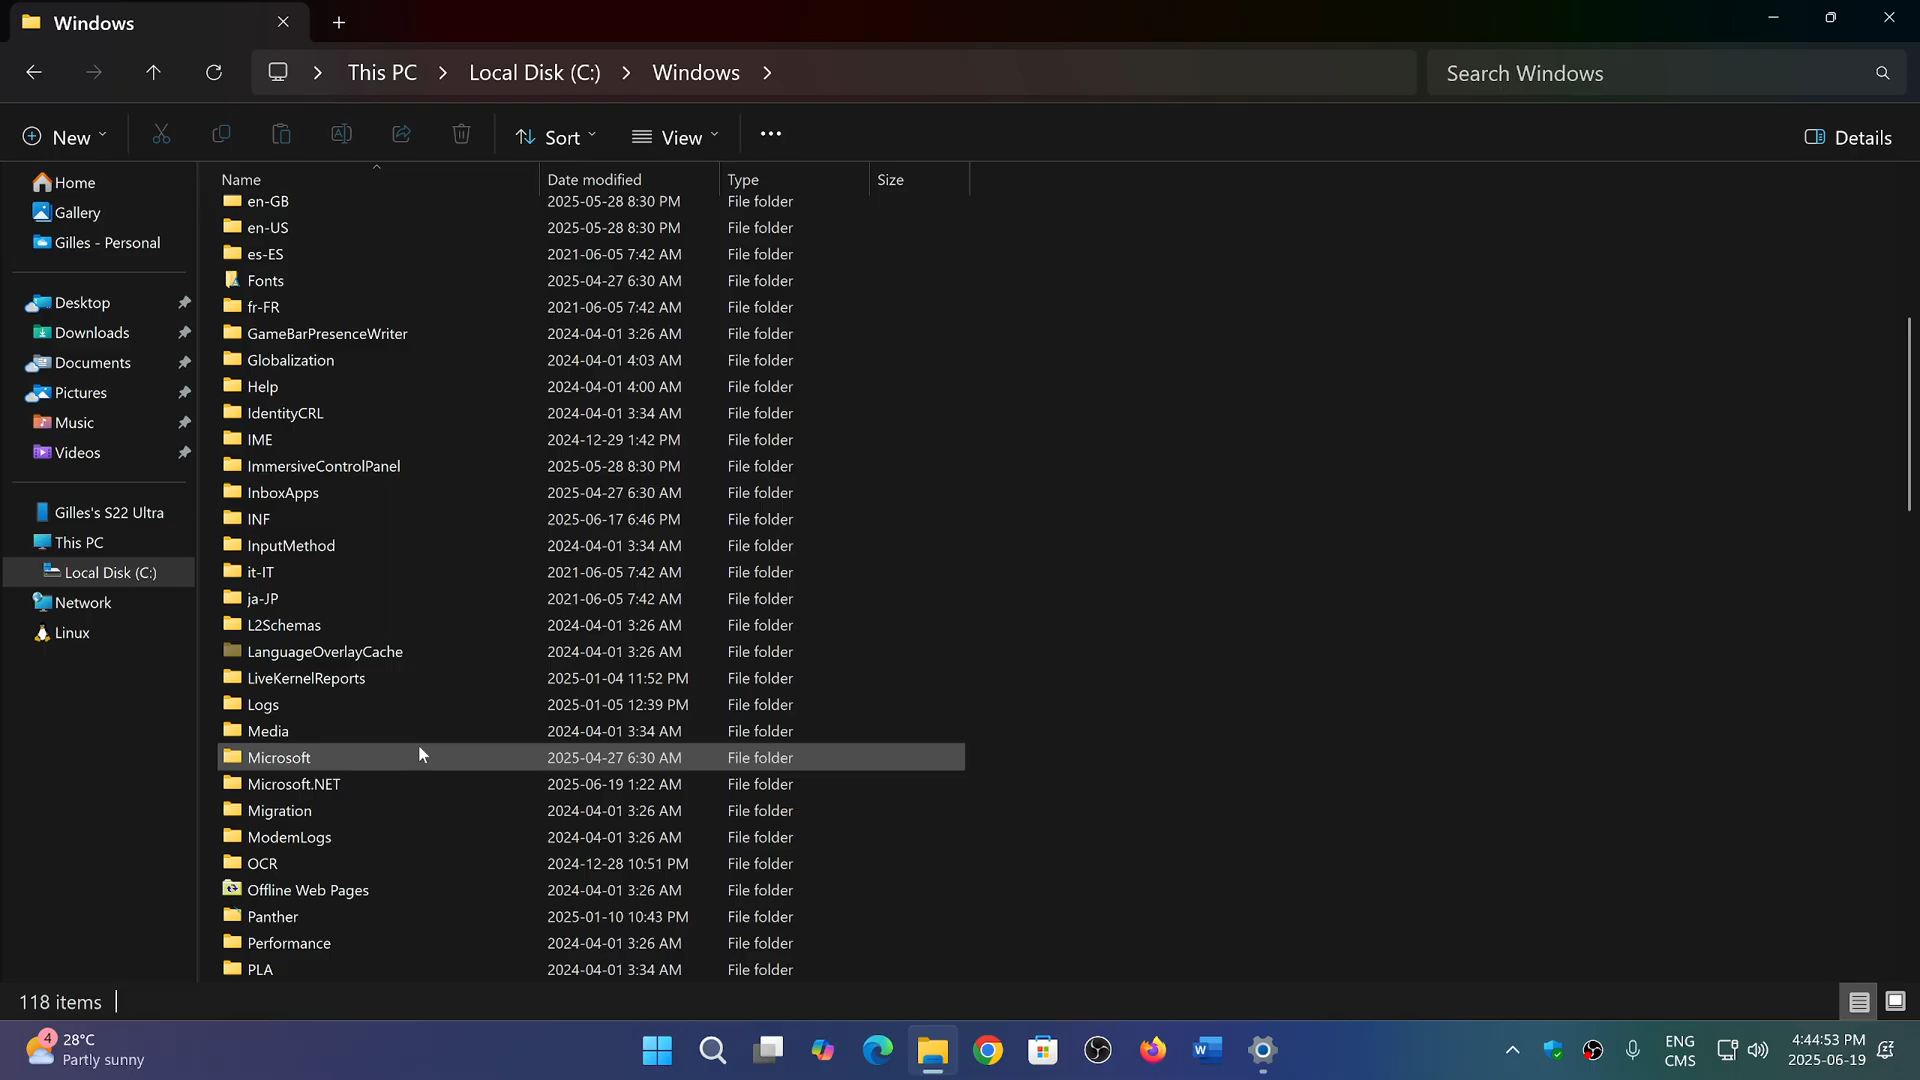 Windows
This PC Local Disk (C:) Windows
Search Windows
New Sort View Details
Name Date modified Type Size
Home
Gallery
Gilles - Personal
Desktop
Downloads
Documents
Pictures
Music
Videos
Gilles's S22 Ultra
This PC
Local Disk (C:)
Network
Linux
en-GB 2025-05-28 8:30 PM File folder
en-US 2025-05-28 8:30 PM File folder
es-ES 2021-06-05 7:42 AM File folder
Fonts 2025-04-27 6:30 AM File folder
fr-FR 2021-06-05 7:42 AM File folder
GameBarPresenceWriter 2024-04-01 3:26 AM File folder
Globalization 2024-04-01 4:03 AM File folder
Help 2024-04-01 4:00 AM File folder
IdentityCRL 2024-04-01 3:34 AM File folder
IME 2024-12-29 1:42 PM File folder
ImmersiveControlPanel 2025-05-28 8:30 PM File folder
InboxApps 2025-04-27 6:30 AM File folder
INF 2025-06-17 6:46 PM File folder
InputMethod 2024-04-01 3:34 AM File folder
it-IT 2021-06-05 7:42 AM File folder
ja-JP 2021-06-05 7:42 AM File folder
L2Schemas 2024-04-01 3:26 AM File folder
LanguageOverlayCache 2024-04-01 3:26 AM File folder
LiveKernelReports 2025-01-04 11:52 PM File folder
Logs 2025-01-05 12:39 PM File folder
Media 2024-04-01 3:34 AM File folder
Microsoft 2025-04-27 6:30 AM File folder
Microsoft.NET 2025-06-19 1:22 AM File folder
Migration 2024-04-01 3:26 AM File folder
ModemLogs 2024-04-01 3:26 AM File folder
OCR 2024-12-28 10:51 PM File folder
Offline Web Pages 2024-04-01 3:26 AM File folder
Panther 2025-01-10 10:43 PM File folder
Performance 2024-04-01 3:26 AM File folder
PLA 2024-04-01 3:34 AM File folder
118 items
4
28°C
Partly sunny
ENG
CMS
4:44:53 PM
2025-06-19